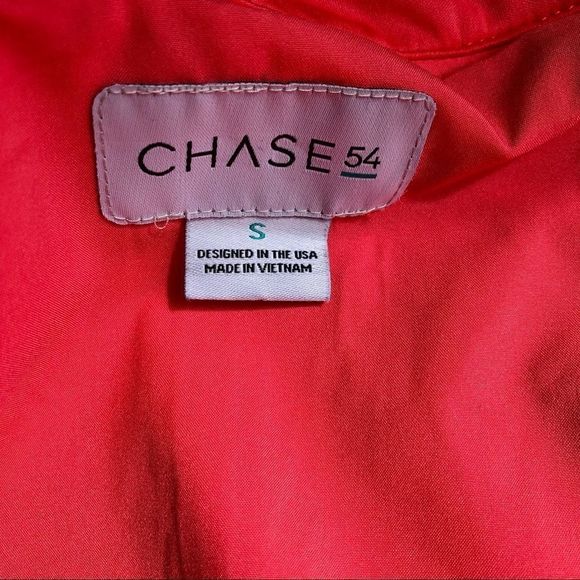 CHASE 54
S
DESIGNED IN THE USA
MADE IN VIETNAM